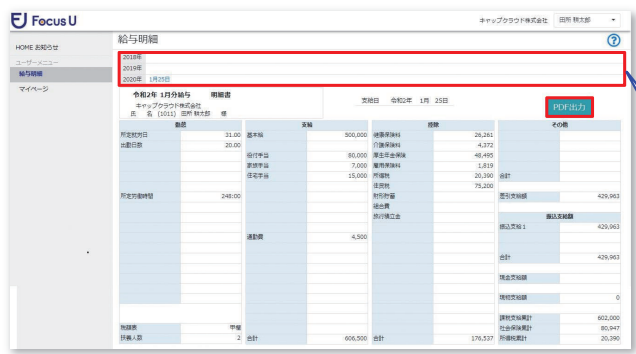 Focus U
キャップクラウド株式会社 田所 耕太郎
HOME お知らせ
ユーザーメニュー
給与明細
マイページ
給与明細
?
2018年
2019年
2020年 1月25日
令和2年 1月分給与 明細書
キャップクラウド株式会社
氏 名 (1011) 田所 耕太郎 様
支給日 令和2年 1月 25日
PDF出力
勤怠 支給 控除 その他
所定就労日 31.00 基本給 500,000 健康保険料 26,261
出勤日数 20.00 介護保険料 4,372
役付手当 80,000 厚生年金保険 48,495
家族手当 7,000 雇用保険料 1,819
住宅手当 15,000 所得税 20,390 合計
住民税 75,200
所定労働時間 248:00 財形貯蓄 差引支給額 429,963
組合費
旅行積立金 振込支給額
振込支給1 429,963
通勤費 4,500
合計 429,963
現金支給額
現物支給額 0
課税支給累計 602,000
税額表 甲欄 社会保険累計 80,947
扶養人数 2 合計 606,500 合計 176,537 所得税累計 20,390